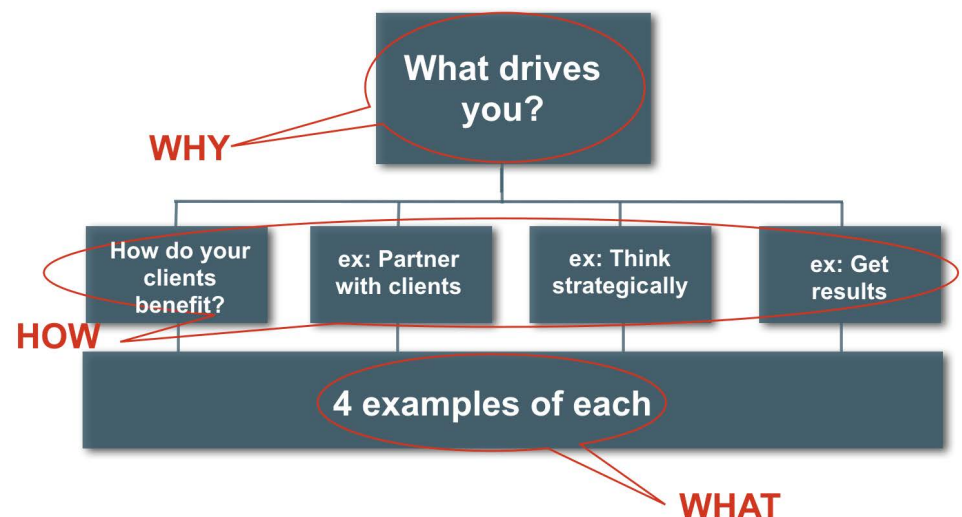 What drives
you?
WHY
How do your
clients
benefit?
ex: Partner
with clients
ex: Think
strategically
ex: Get
results
HOW
4 examples of each
WHAT